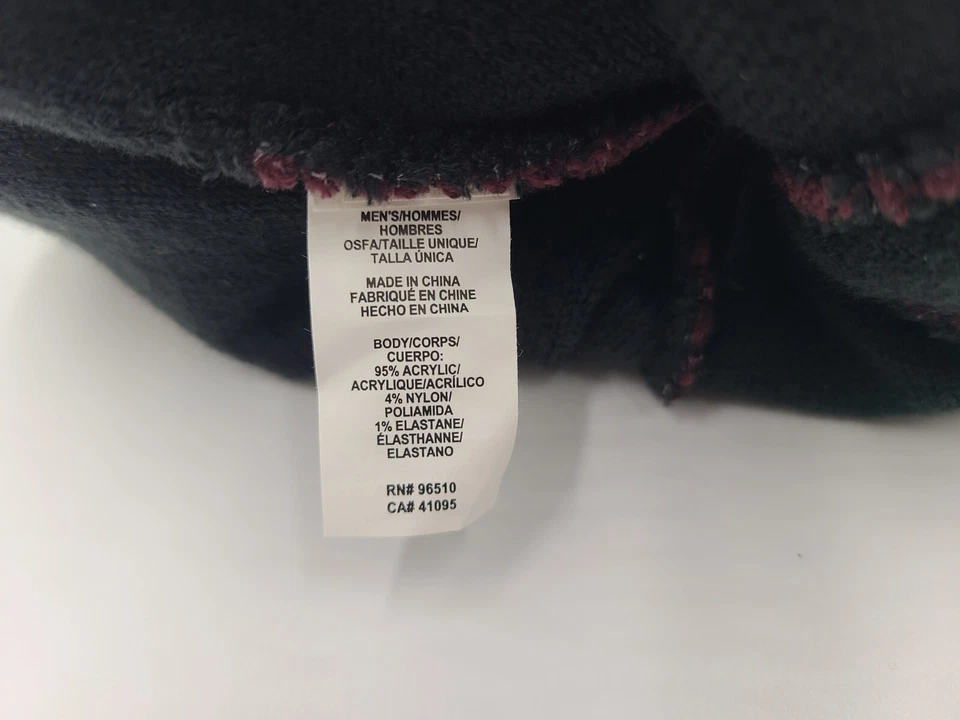 MEN'S/HOMMES/
HOMBRES
OSFA/TAILLE UNIQUE/
TALLA ÚNICA
MADE IN CHINA
FABRIQUÉ EN CHINE
HECHO EN CHINA
BODY/CORPS/
CUERPO:
95% ACRYLIC/
ACRYLIQUE/ACRÍLICO
4% NYLON/
POLIAMIDA
1% ELASTANE/
ÉLASTHANNE/
ELASTANO
RN# 96510
CA# 41095